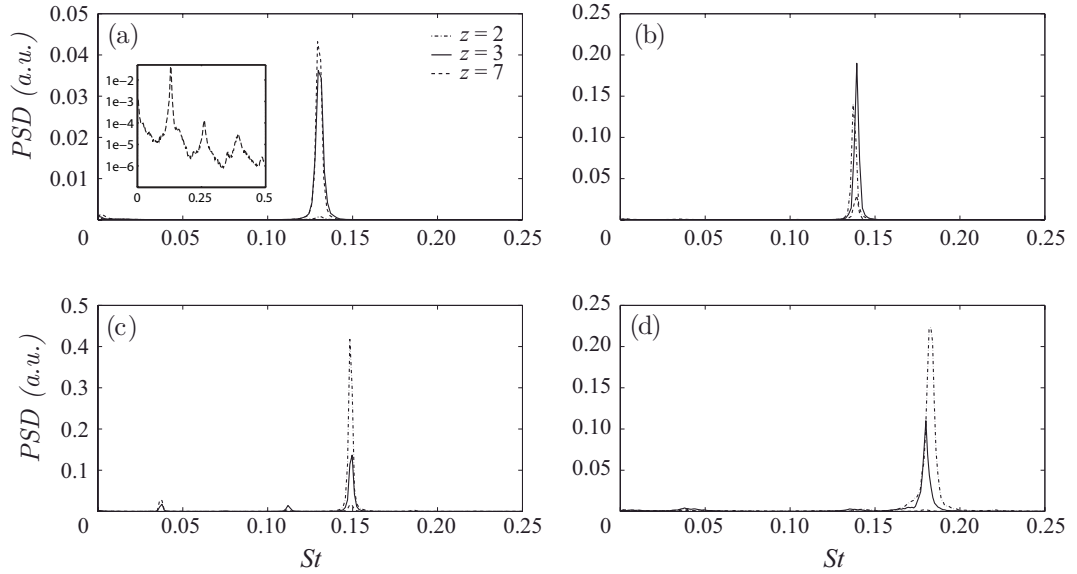 0.05 (a) z = 2
0.04 z = 3
z = 7
0.03
0.02
0.01
PSD (a.u.)
1e−2
1e−3
1e−4
1e−5
1e−6
0 0.25 0.5
0 0.05 0.10 0.15 0.20 0.25
0.25 (b)
0.20
0.15
0.10
0.05
0 0.05 0.10 0.15 0.20 0.25
0.5 (c)
0.4
0.3
0.2
0.1
PSD (a.u.)
0 0.05 0.10 0.15 0.20 0.25
St
0.25 (d)
0.20
0.15
0.10
0.05
0 0.05 0.10 0.15 0.20 0.25
St